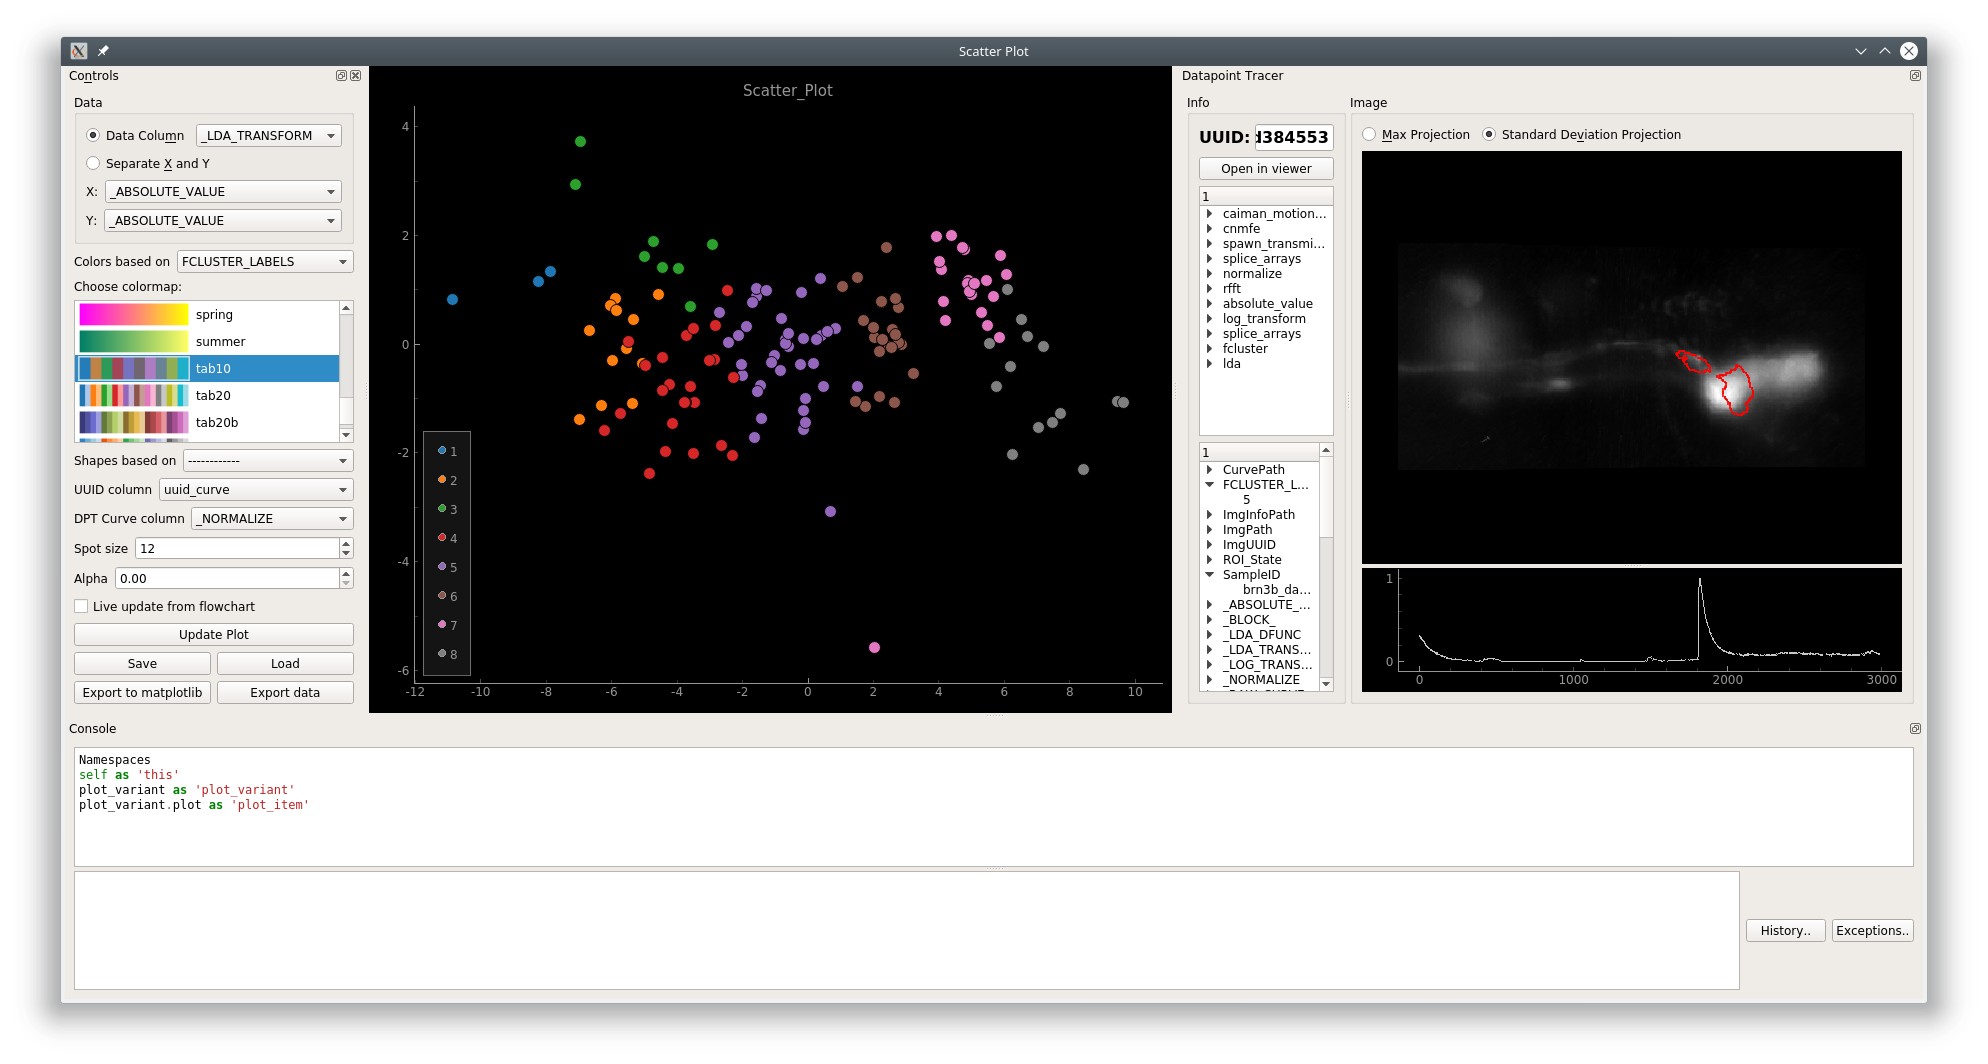 Scatter Plot
Controls
Data
Data Column _LDA_TRANSFORM
Separate X and Y
X: _ABSOLUTE_VALUE
Y: _ABSOLUTE_VALUE
Colors based on FCLUSTER_LABELS
Choose colormap:
spring
summer
tab10
tab20
tab20b
Shapes based on ------------
UUID column uuid_curve
DPT Curve column _NORMALIZE
Spot size 12
Alpha 0.00
Live update from flowchart
Update Plot
Save Load
Export to matplotlib Export data
Scatter_Plot
4
2
0
-2
-4
-6
-12 -10 -8 -6 -4 -2 0 2 4 6 8 10
1
2
3
4
5
6
7
8
Datapoint Tracer
Info
UUID: d384553
Open in viewer
1
caiman_motion...
cnmfe
spawn_transmi...
splice_arrays
normalize
rfft
absolute_value
log_transform
splice_arrays
fcluster
lda
1
CurvePath
FCLUSTER_L...
5
ImgInfoPath
ImgPath
ImgUUID
ROI_State
SampleID
brn3b_da...
_ABSOLUTE_...
_BLOCK_
_LDA_DFUNC
_LDA_TRANS...
_LOG_TRANS...
_NORMALIZE
Image
Max Projection Standard Deviation Projection
1
0
0 1000 2000 3000
Console
Namespaces
self as 'this'
plot_variant as 'plot_variant'
plot_variant.plot as 'plot_item'
History.. Exceptions..